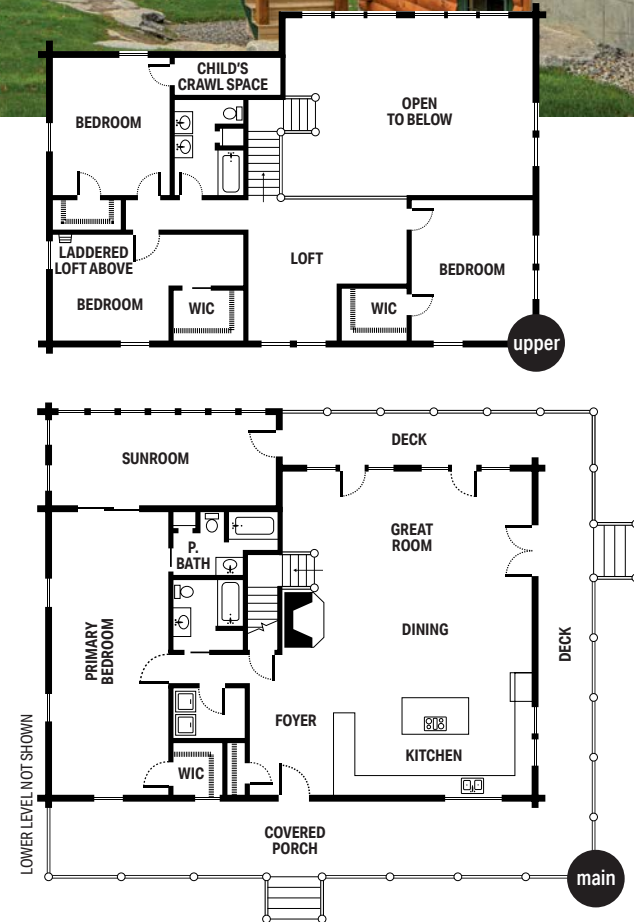 CHILD'S
CRAWL SPACE
BEDROOM
OPEN
TO BELOW
LADDERED
LOFT ABOVE
BEDROOM
WIC
LOFT
WIC
BEDROOM
upper
SUNROOM
DECK
P.
BATH
GREAT
ROOM
PRIMARY
BEDROOM
DINING
DECK
FOYER
KITCHEN
WIC
LOWER LEVEL NOT SHOWN
COVERED
PORCH
main